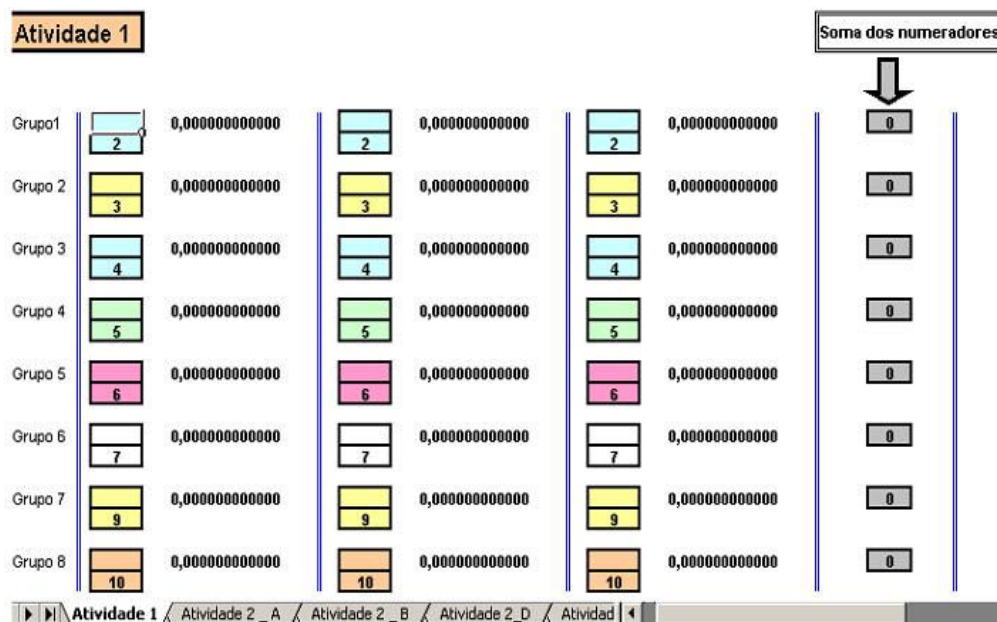 Atividade 1
Soma dos numeradores
Grupo1 0,000000000000 0,000000000000 0,000000000000 0
2 2 2
Grupo 2 0,000000000000 0,000000000000 0,000000000000 0
3 3 3
Grupo 3 0,000000000000 0,000000000000 0,000000000000 0
4 4 4
Grupo 4 0,000000000000 0,000000000000 0,000000000000 0
5 5 5
Grupo 5 0,000000000000 0,000000000000 0,000000000000 0
6 6 6
Grupo 6 0,000000000000 0,000000000000 0,000000000000 0
7 7 7
Grupo 7 0,000000000000 0,000000000000 0,000000000000 0
9 9 9
Grupo 8 0,000000000000 0,000000000000 0,000000000000 0
10 10 10
Atividade 1 Atividade 2 _ A Atividade 2 _ B Atividade 2_D Atividad